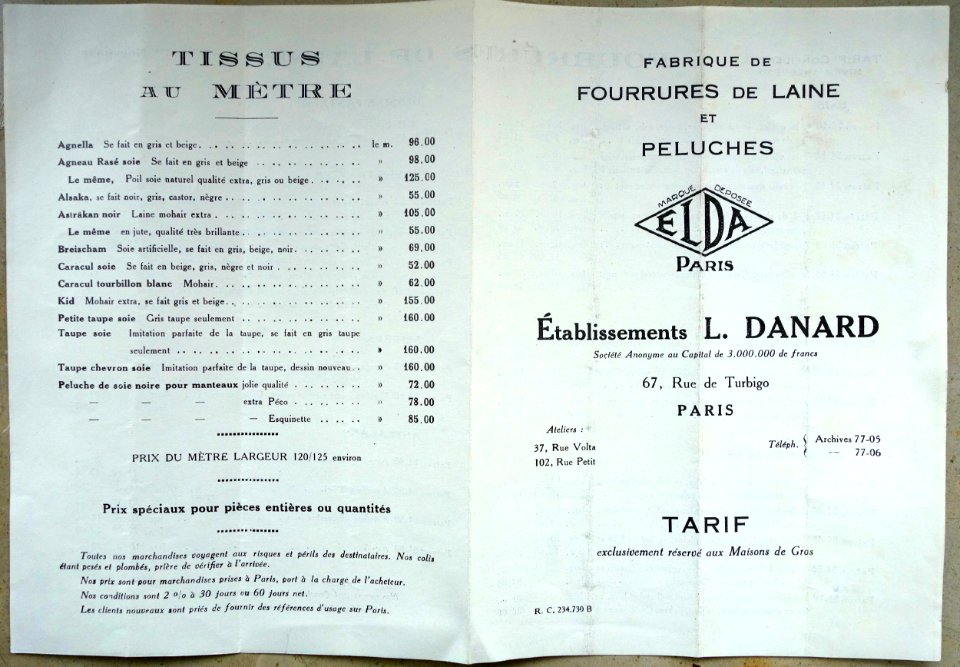 TISSUS
AU MÈTRE
Agnella Se fait en gris et beige. . . . . . . . . . . . . . . . . le m. 96.00
Agneau Rasé soie Se fait en gris et beige . . . . . . . . . . . » 98.00
Le même, Poil soie naturel qualité extra, gris ou beige . . . . . . » 125.00
Alsaka, se fait noir, gris, castor, nègre . . . . . . . . . . . . . . » 55.00
Astrakan noir Laine mohair extra . . . . . . . . . . . . . . . » 105.00
Le même en jute, qualité très brillante . . . . . . . . . . . . . » 55.00
Breischam Soie artificielle, se fait en gris, beige, noir . . . . . . . » 69.00
Caracul soie Se fait en beige, gris, nègre et noir . . . . . . . . . » 52.00
Caracul tourbillon blanc Mohair . . . . . . . . . . . . . . . » 62.00
Kid Mohair extra, se fait gris et beige . . . . . . . . . . . . . . » 155.00
Petite taupe soie Gris taupe seulement . . . . . . . . . . . . » 160.00
Taupe soie Imitation parfaite de la taupe, se fait en gris taupe
seulement . . . . . . . . . . . . . . . . . . » 160.00
Taupe chevron soie Imitation parfaite de la taupe, dessin nouveau . . » 160.00
Peluche de soie noire pour manteaux jolie qualité . . . . . . . » 72.00
— — — extra Péco . . . . . . . » 78.00
— — — — Esquinette . . . . . » 85.00
PRIX DU MÈTRE LARGEUR 120/125 environ
Prix spéciaux pour pièces entières ou quantités
Toutes nos marchandises voyagent aux risques et périls des destinataires. Nos colis
étant pesés et plombés, prière de vérifier à l'arrivée.
Nos prix sont pour marchandises prises à Paris, port à la charge de l'acheteur.
Nos conditions sont 2 % à 30 jours ou 60 jours net.
Les clients nouveaux sont priés de fournir des références d'usage sur Paris.
FABRIQUE DE
FOURRURES DE LAINE
ET
PELUCHES
MARQUE DEPOSÉE
ELDA
PARIS
Établissements L. DANARD
Société Anonyme au Capital de 3.000.000 de francs
67, Rue de Turbigo
PARIS
Ateliers :
37, Rue Volta
102, Rue Petit
Téléph. { Archives 77-05
— 77-06
TARIF
exclusivement réservé aux Maisons de Gros
R. C. 234.730 B